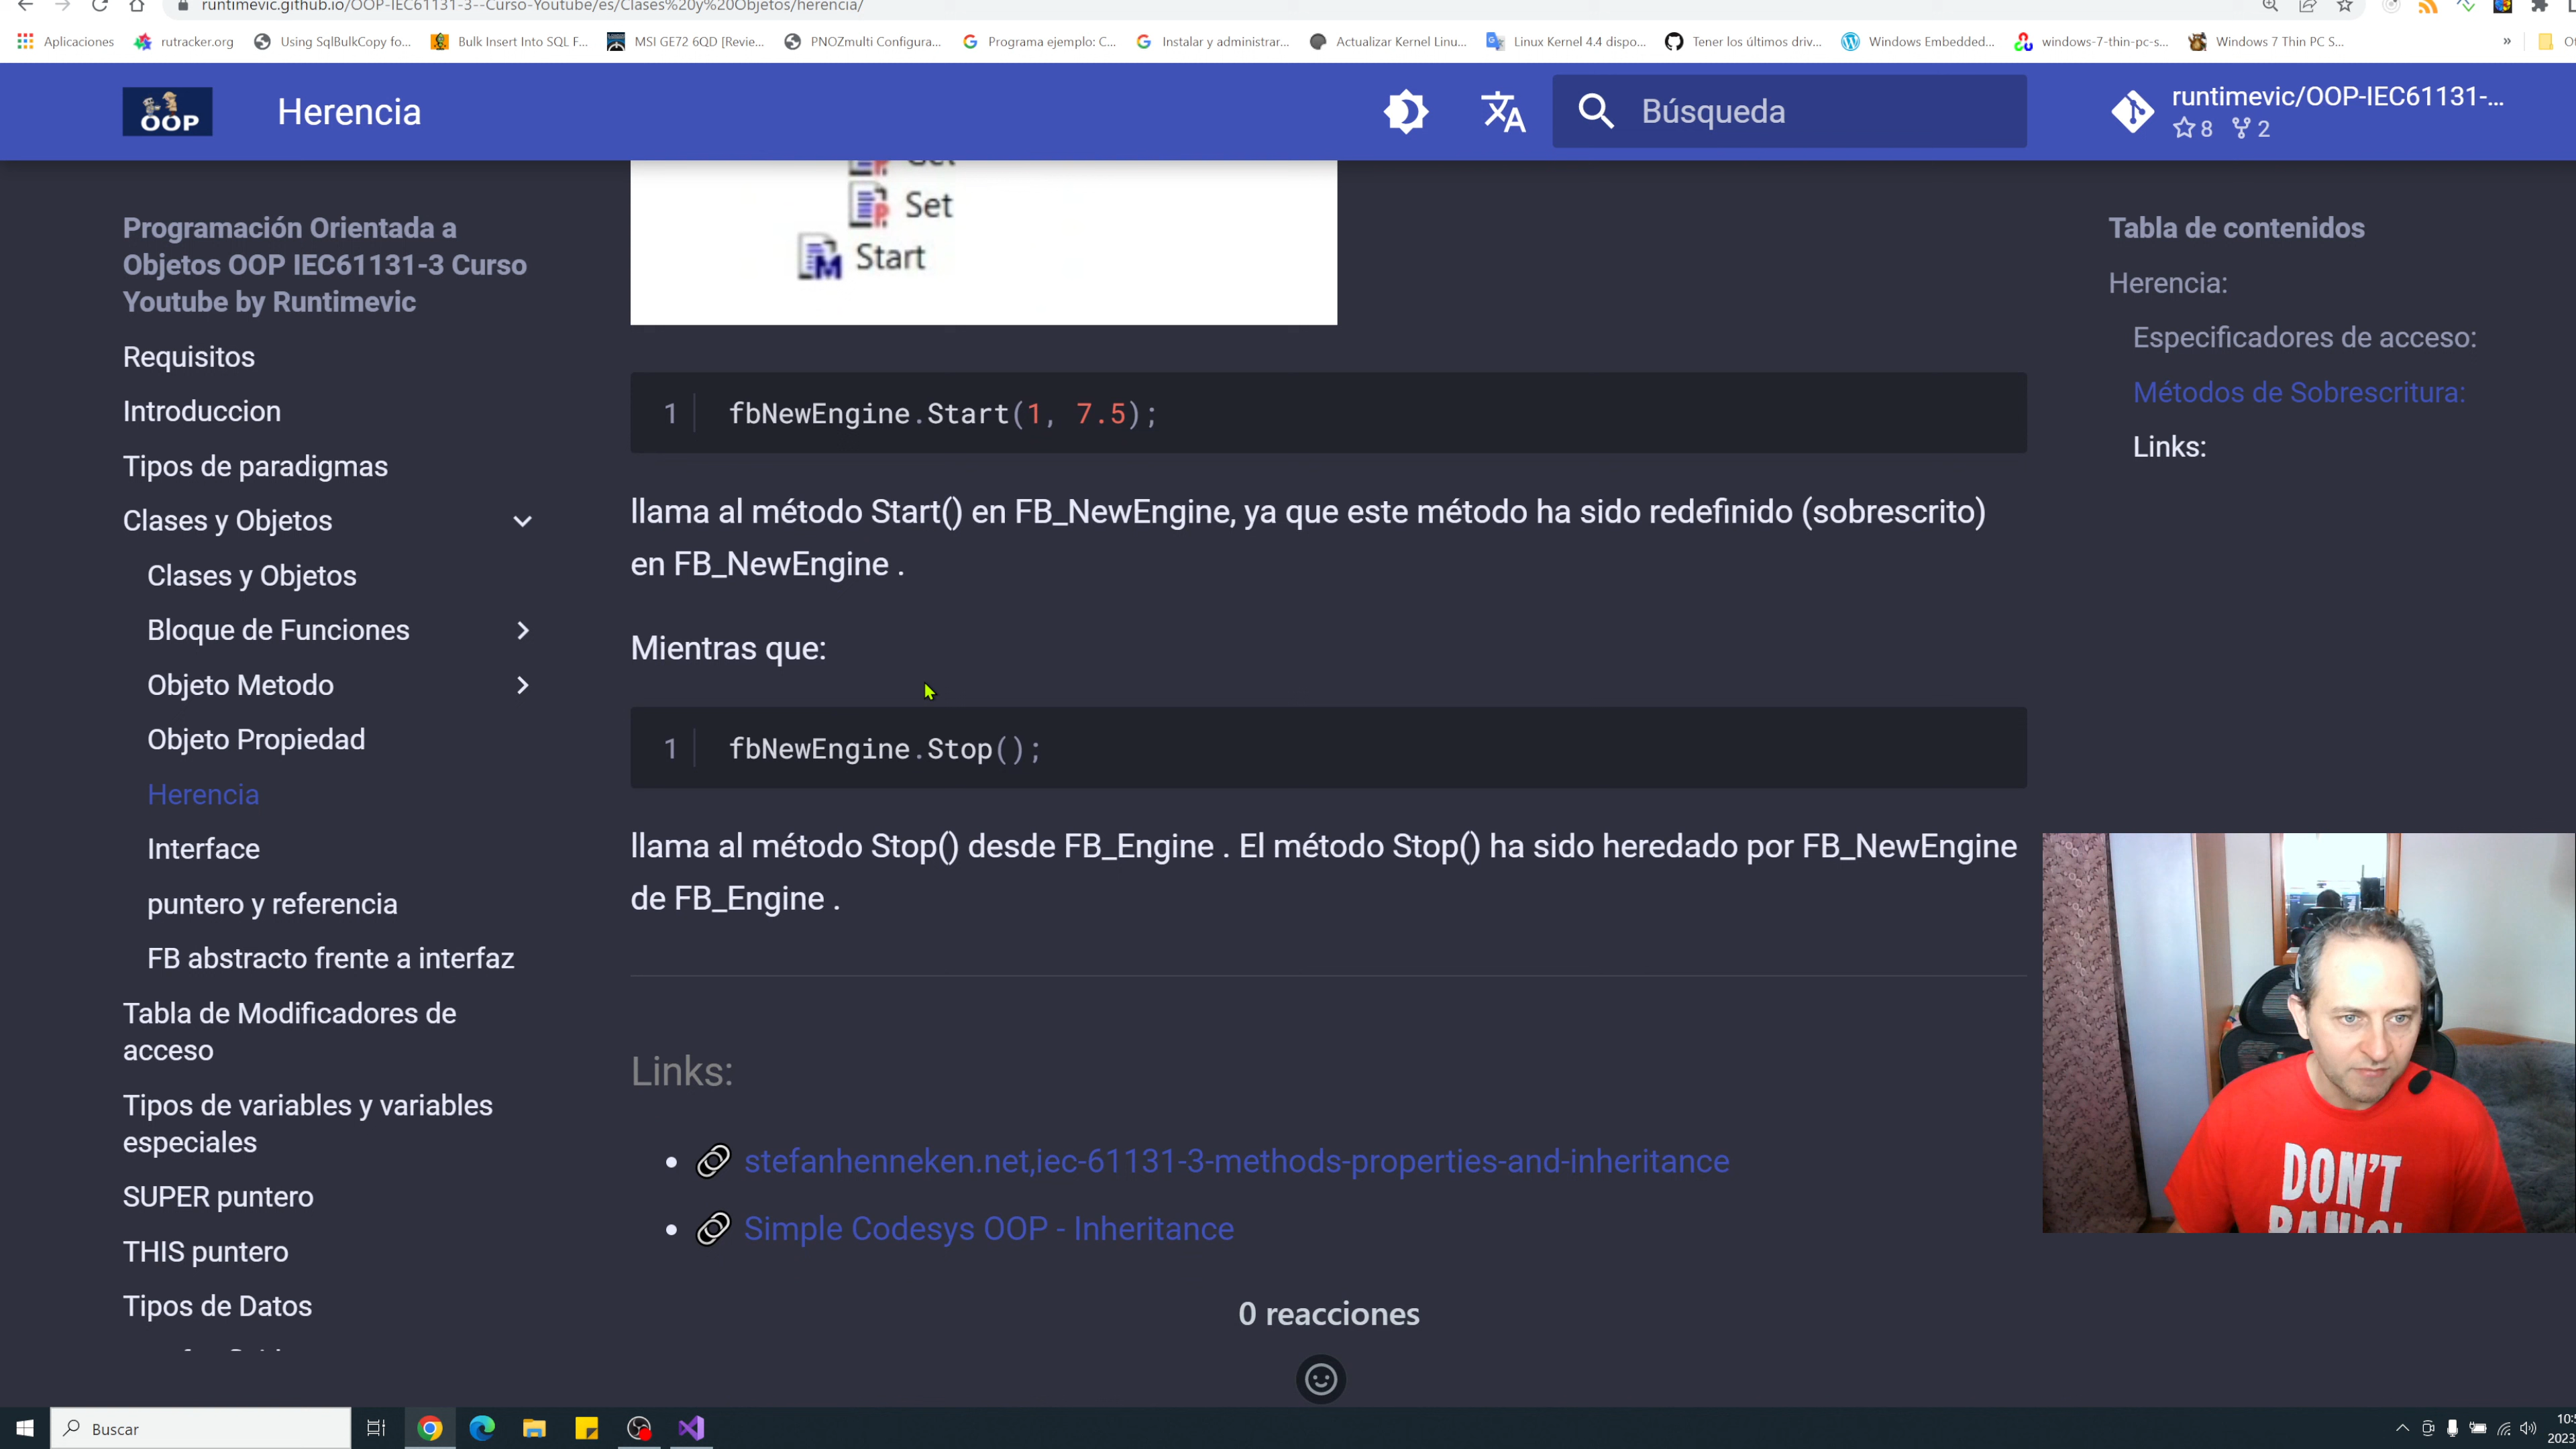 runtimevic.github.io/OOP-IEC61131-3--Curso-Youtube/es/Clases%20y%20Objetos/herencia/
Aplicaciones
rutracker.org
Using SqlBulkCopy fo...
Bulk Insert Into SQL F...
MSI GE72 6QD [Revie...
PNOZmulti Configura...
Programa ejemplo: C...
Instalar y administrar...
Actualizar Kernel Linu...
Linux Kernel 4.4 dispo...
Tener los últimos driv...
Windows Embedded...
windows-7-thin-pc-s...
Windows 7 Thin PC S...
»
OOP
Herencia
Búsqueda
runtimevic/OOP-IEC61131-...
8 2
Programación Orientada a
Objetos OOP IEC61131-3 Curso
Youtube by Runtimevic
Requisitos
Introduccion
Tipos de paradigmas
Clases y Objetos
Clases y Objetos
Bloque de Funciones
Objeto Metodo
Objeto Propiedad
Herencia
Interface
puntero y referencia
FB abstracto frente a interfaz
Tabla de Modificadores de
acceso
Tipos de variables y variables
especiales
SUPER puntero
THIS puntero
Tipos de Datos
Set
Start
1 fbNewEngine.Start(1, 7.5);
llama al método Start() en FB_NewEngine, ya que este método ha sido redefinido (sobrescrito)
en FB_NewEngine .
Mientras que:
1 fbNewEngine.Stop();
llama al método Stop() desde FB_Engine . El método Stop() ha sido heredado por FB_NewEngine
de FB_Engine .
Links:
stefanhenneken.net,iec-61131-3-methods-properties-and-inheritance
Simple Codesys OOP - Inheritance
0 reacciones
Tabla de contenidos
Herencia:
Especificadores de acceso:
Métodos de Sobrescritura:
Links:
DON'T
PANIC!
Buscar